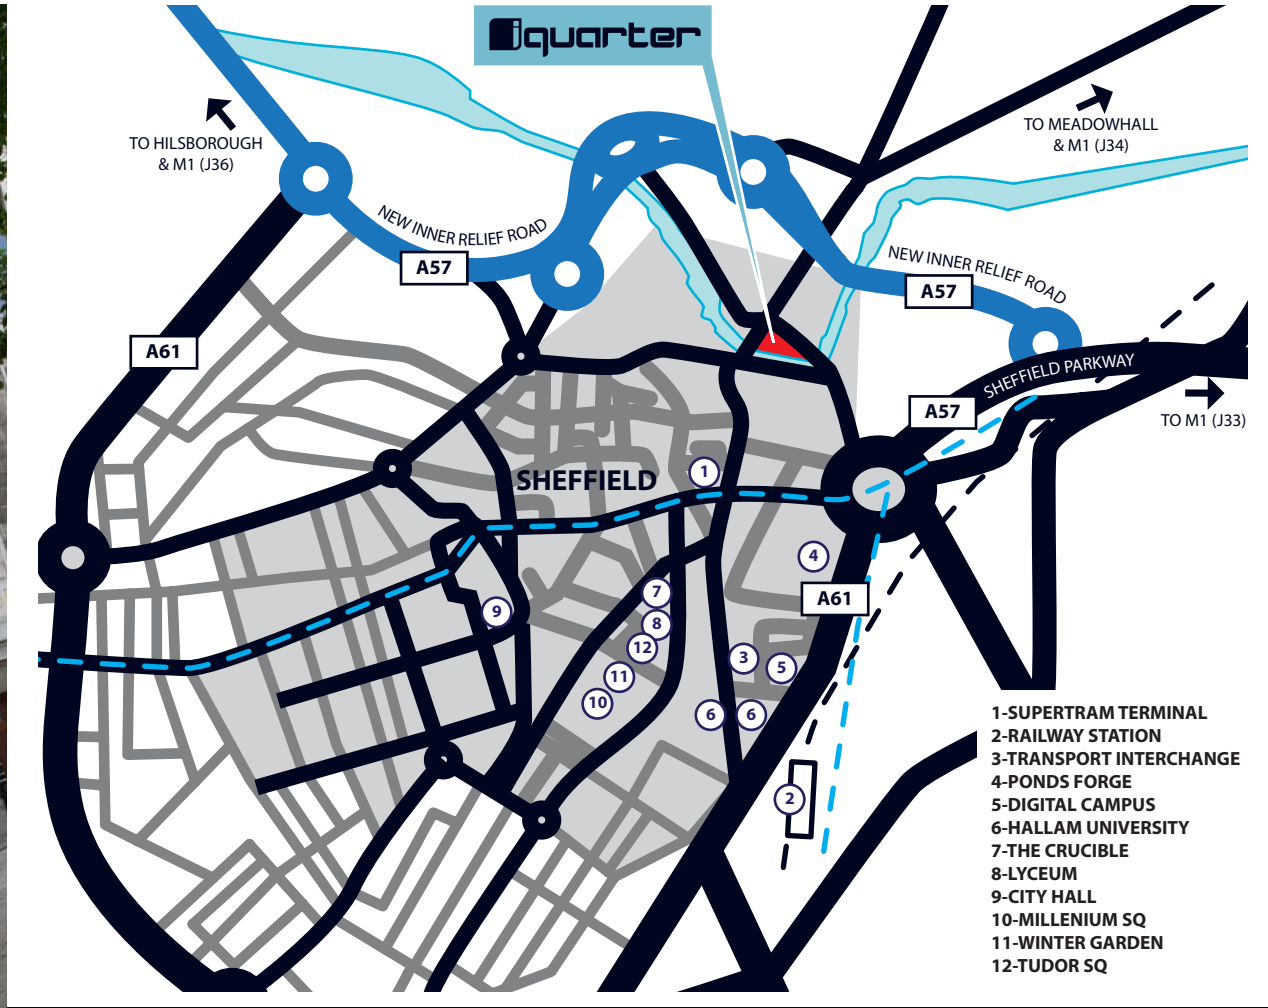 iquarter
TO HILSBOROUGH
& M1 (J36)
TO MEADOWHALL
& M1 (J34)
NEW INNER RELIEF ROAD
A57
NEW INNER RELIEF ROAD
A57
A61
SHEFFIELD PARKWAY
A57
TO M1 (J33)
SHEFFIELD
1
4
A61
7
9
8
12
3
5
11
10
6
6
2
1-SUPERTRAM TERMINAL
2-RAILWAY STATION
3-TRANSPORT INTERCHANGE
4-PONDS FORGE
5-DIGITAL CAMPUS
6-HALLAM UNIVERSITY
7-THE CRUCIBLE
8-LYCEUM
9-CITY HALL
10-MILLENIUM SQ
11-WINTER GARDEN
12-TUDOR SQ